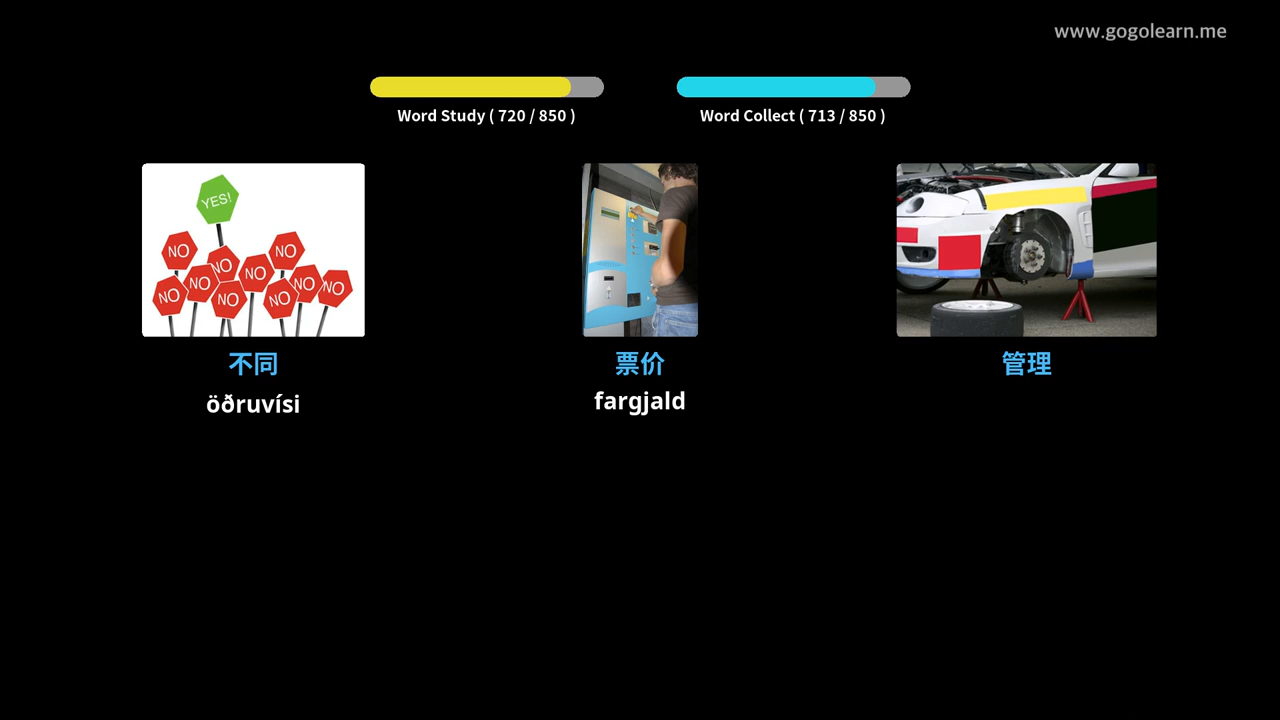 www.gogolearn.me
Word Study ( 720 / 850 )
Word Collect ( 713 / 850 )
YES!
NO
NO
NO
NO
NO
NO
NO
NO
NO
NO
不同
票价
管理
öðruvísi
fargjald